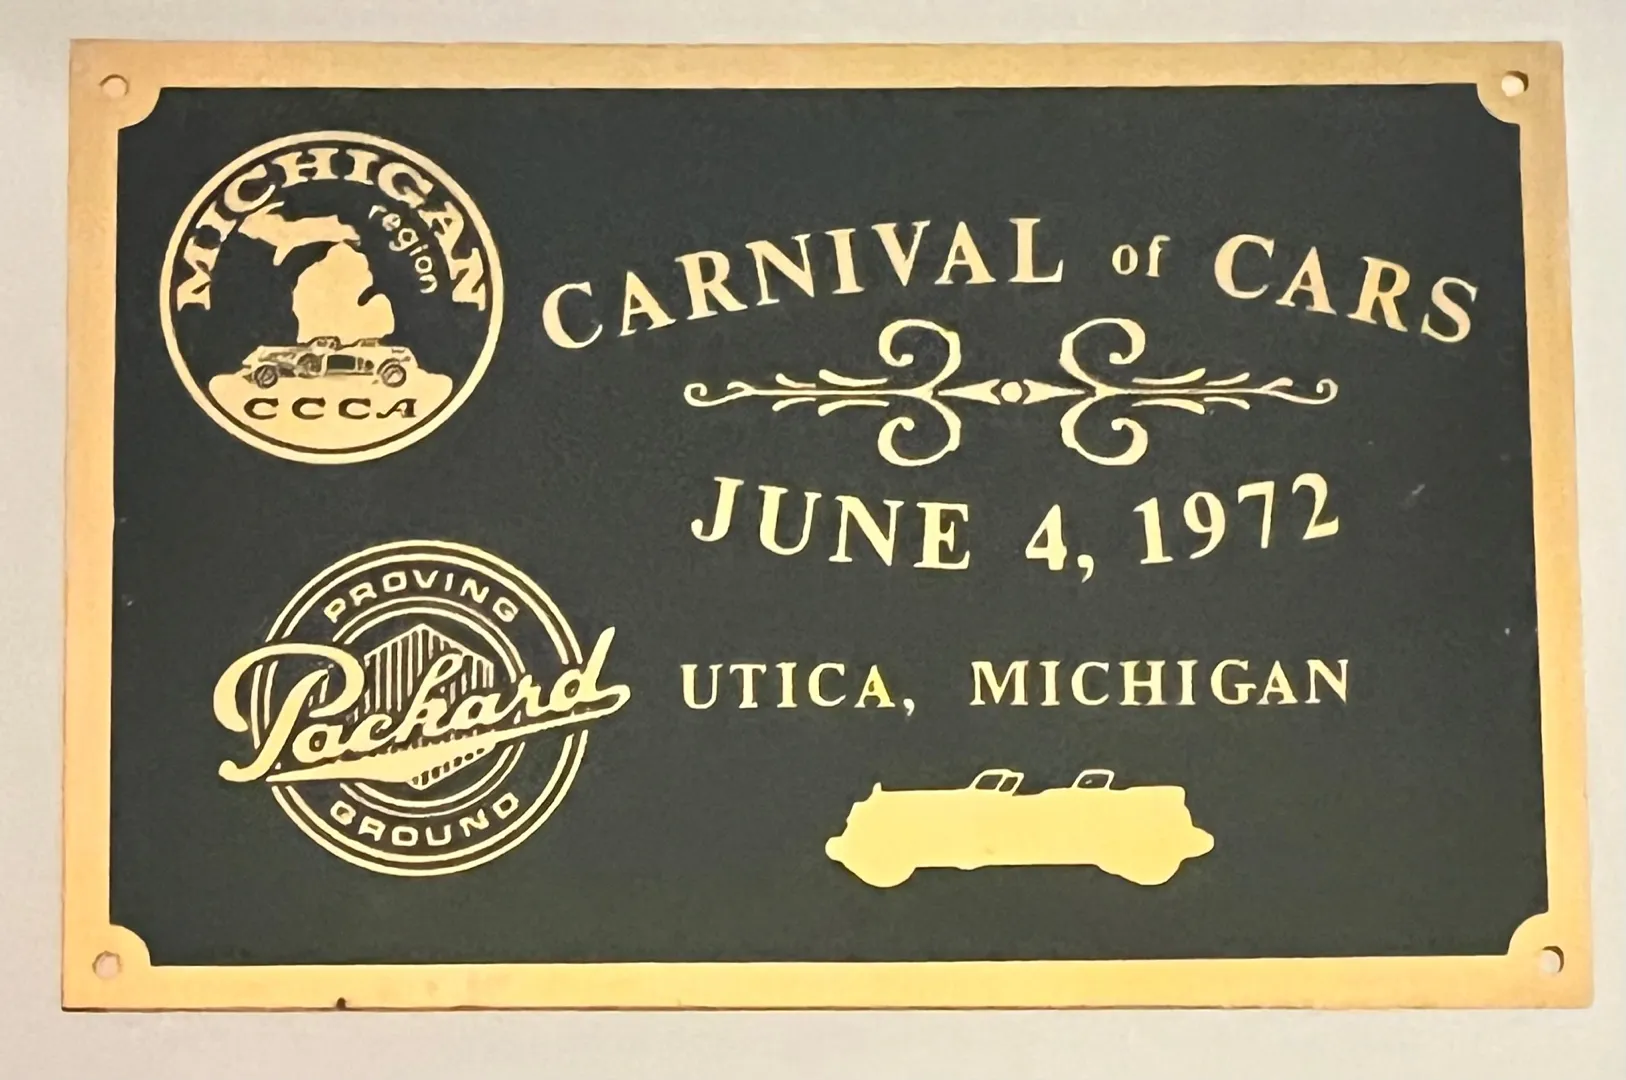 MICHIGAN
region
CCCA
CARNIVAL of CARS
JUNE 4, 1972
PROVING
Packard
GROUND
UTICA, MICHIGAN